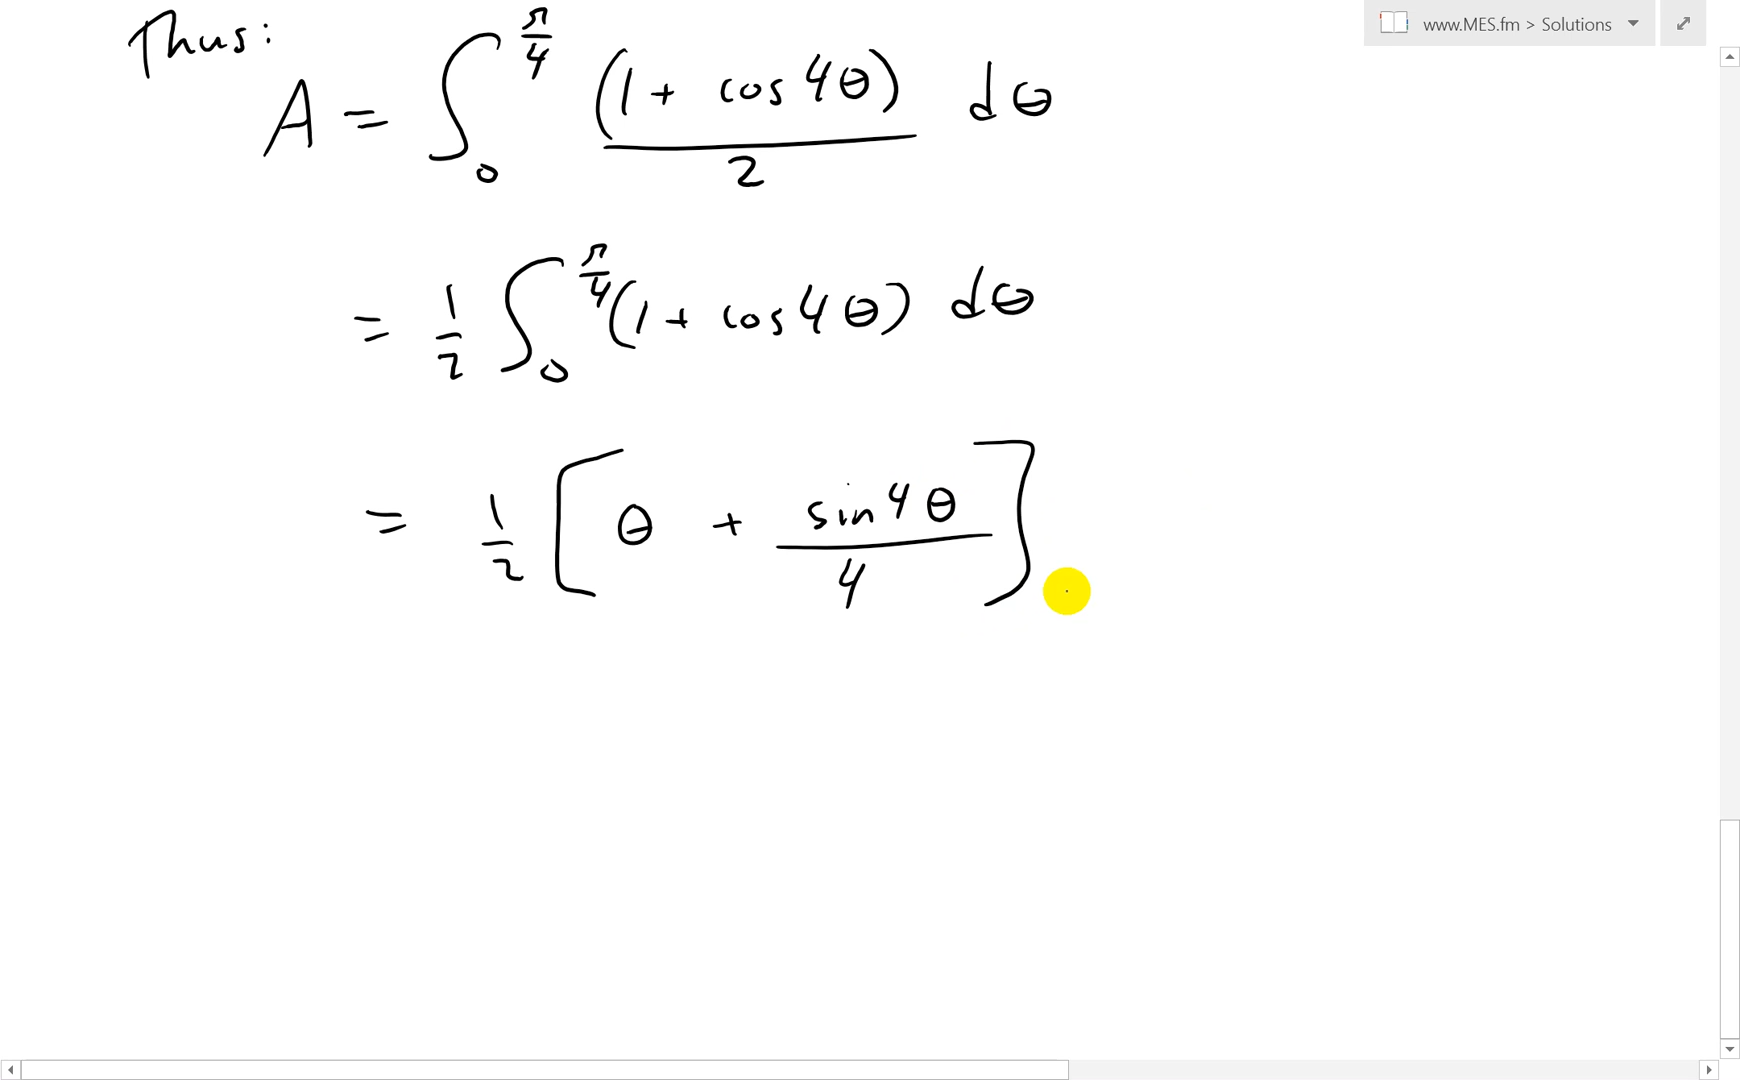 www.MES.fm > Solutions
Thus:
A = ∫₀^(π/4) (1 + cos 4θ)/2 dθ
= 1/2 ∫₀^(π/4) (1 + cos 4θ) dθ
= 1/2 [θ + sin 4θ/4]